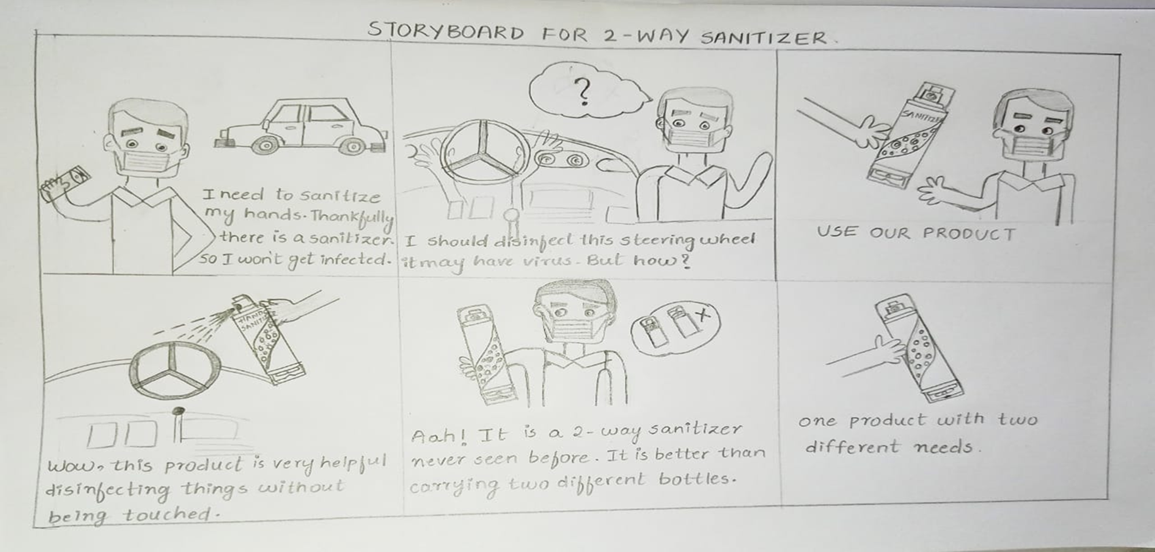 STORYBOARD FOR 2-WAY SANITIZER.
I need to sanitize
my hands. Thankfully
there is a sanitizer.
So I won't get infected.
?
I should disinfect this steering wheel
it may have virus. But how?
SANITIZER
USE OUR PRODUCT
HAND
SANITIZER
Wow, this product is very helpful
disinfecting things without
being touched.
x
Aah! It is a 2-way sanitizer
never seen before. It is better than
carrying two different bottles.
one product with two
different needs.